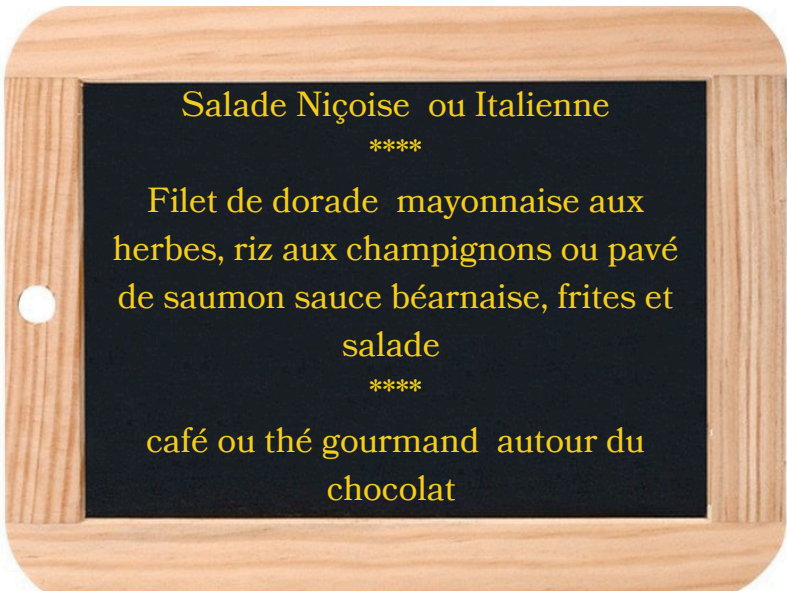 Salade Niçoise ou Italienne
****
Filet de dorade mayonnaise aux
herbes, riz aux champignons ou pavé
de saumon sauce béarnaise, frites et
salade
****
café ou thé gourmand autour du
chocolat